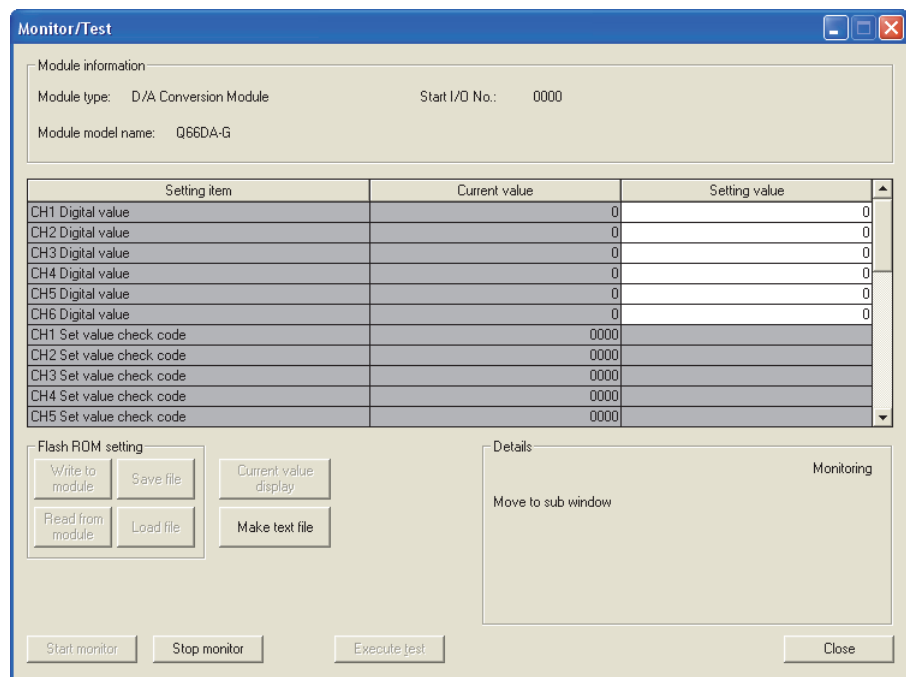 Monitor/Test
Module information
Module type: D/A Conversion Module Start I/O No.: 0000
Module model name: Q66DA-G
Setting item Current value Setting value
CH1 Digital value 0 0
CH2 Digital value 0 0
CH3 Digital value 0 0
CH4 Digital value 0 0
CH5 Digital value 0 0
CH6 Digital value 0 0
CH1 Set value check code 0000
CH2 Set value check code 0000
CH3 Set value check code 0000
CH4 Set value check code 0000
CH5 Set value check code 0000
Flash ROM setting
Write to
module
Save file
Current value
display
Read from
module
Load file
Make text file
Details
Monitoring
Move to sub window
Start monitor Stop monitor Execute test Close